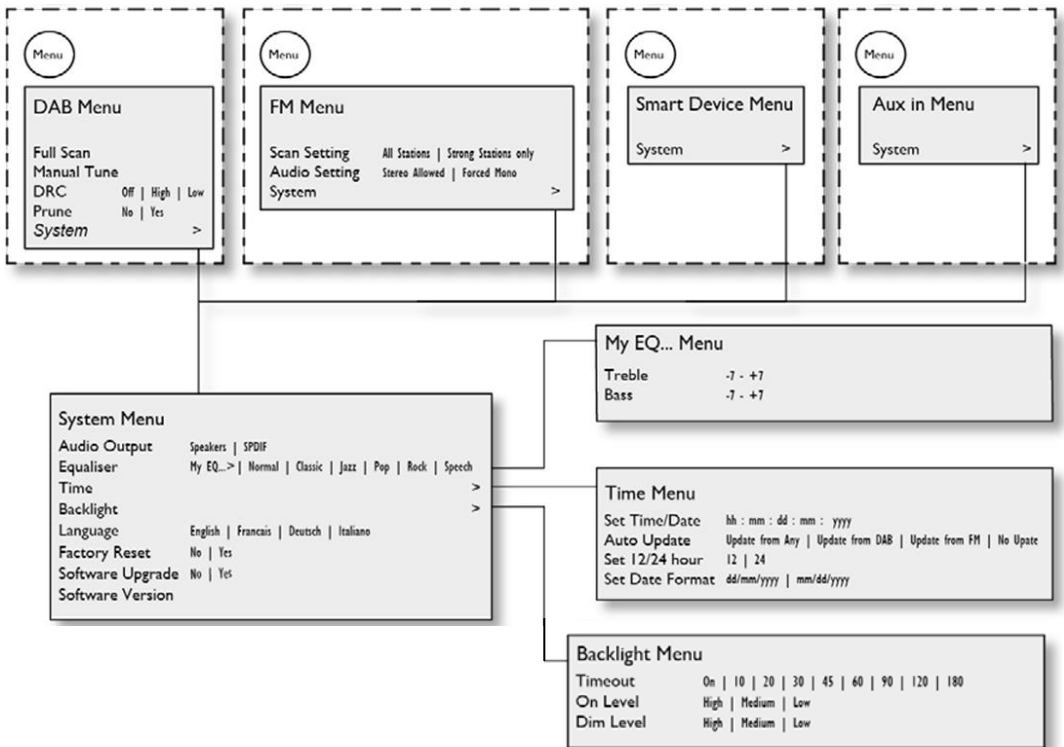 Menu
DAB Menu
Full Scan
Manual Tune
DRC Off | High | Low
Prune No | Yes
System >
Menu
FM Menu
Scan Setting All Stations | Strong Stations only
Audio Setting Stereo Allowed | Forced Mono
System >
Menu
Smart Device Menu
System >
Menu
Aux in Menu
System >
My EQ... Menu
Treble -7 - +7
Bass -7 - +7
System Menu
Audio Output Speakers | SPDIF
Equaliser My EQ...> | Normal | Classic | Jazz | Pop | Rock | Speech
Time >
Backlight >
Language English | Francais | Deutsch | Italiano
Factory Reset No | Yes
Software Upgrade No | Yes
Software Version
Time Menu
Set Time/Date hh : mm : dd : mm : yyyy
Auto Update Update from Any | Update from DAB | Update from FM | No Upate
Set 12/24 hour 12 | 24
Set Date Format dd/mm/yyyy | mm/dd/yyyy
Backlight Menu
Timeout On | 10 | 20 | 30 | 45 | 60 | 90 | 120 | 180
On Level High | Medium | Low
Dim Level High | Medium | Low